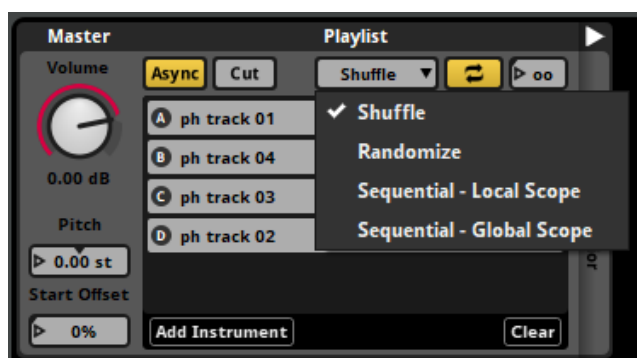 Master
Playlist
Volume
Async
Cut
Shuffle
oo
0.00 dB
A ph track 01
B ph track 04
C ph track 03
D ph track 02
Shuffle
Randomize
Sequential - Local Scope
Sequential - Global Scope
Pitch
0.00 st
Start Offset
0%
Add Instrument
Clear
or